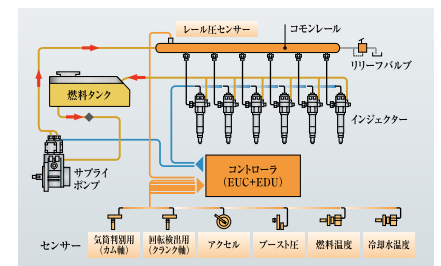 レール圧センサー
コモンレール
リリーフバルブ
燃料タンク
インジェクター
サプライ
ポンプ
コントローラ
(EUC+EDU)
センサー
気筒判別用
(カム軸)
回転検出用
(クランク軸)
アクセル
ブースト圧
燃料温度
冷却水温度